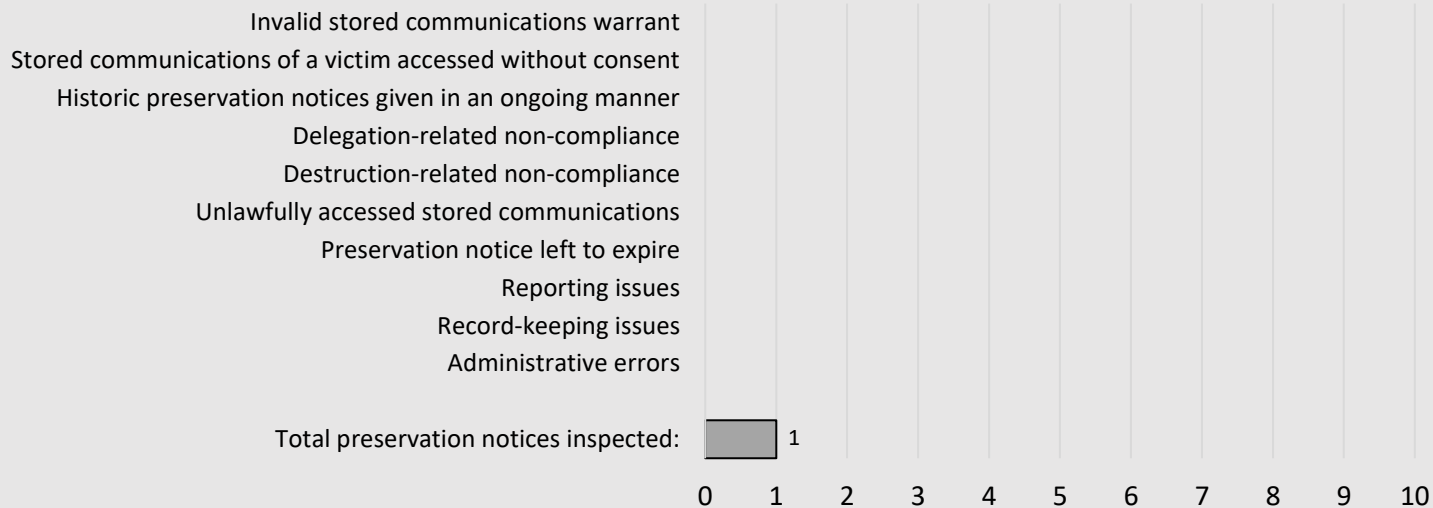 Invalid stored communications warrant
Stored communications of a victim accessed without consent
Historic preservation notices given in an ongoing manner
Delegation-related non-compliance
Destruction-related non-compliance
Unlawfully accessed stored communications
Preservation notice left to expire
Reporting issues
Record-keeping issues
Administrative errors
Total preservation notices inspected: 1
0 1 2 3 4 5 6 7 8 9 10